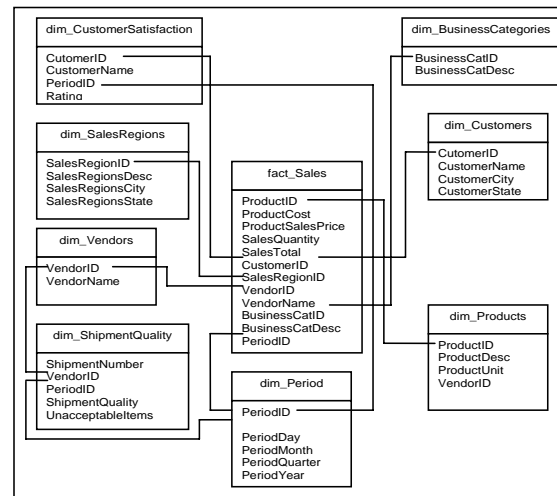 dim_CustomerSatisfaction
CutomerID
CustomerName
PeriodID
Rating
dim_BusinessCategories
BusinessCatID
BusinessCatDesc
dim_SalesRegions
SalesRegionID
SalesRegionsDesc
SalesRegionsCity
SalesRegionsState
dim_Customers
CutomerID
CustomerName
CustomerCity
CustomerState
fact_Sales
ProductID
ProductCost
ProductSalesPrice
SalesQuantity
SalesTotal
CustomerID
SalesRegionID
VendorID
VendorName
BusinessCatID
BusinessCatDesc
PeriodID
dim_Vendors
VendorID
VendorName
dim_ShipmentQuality
ShipmentNumber
VendorID
PeriodID
ShipmentQuality
UnacceptableItems
dim_Products
ProductID
ProductDesc
ProductUnit
VendorID
dim_Period
PeriodID
PeriodDay
PeriodMonth
PeriodQuarter
PeriodYear